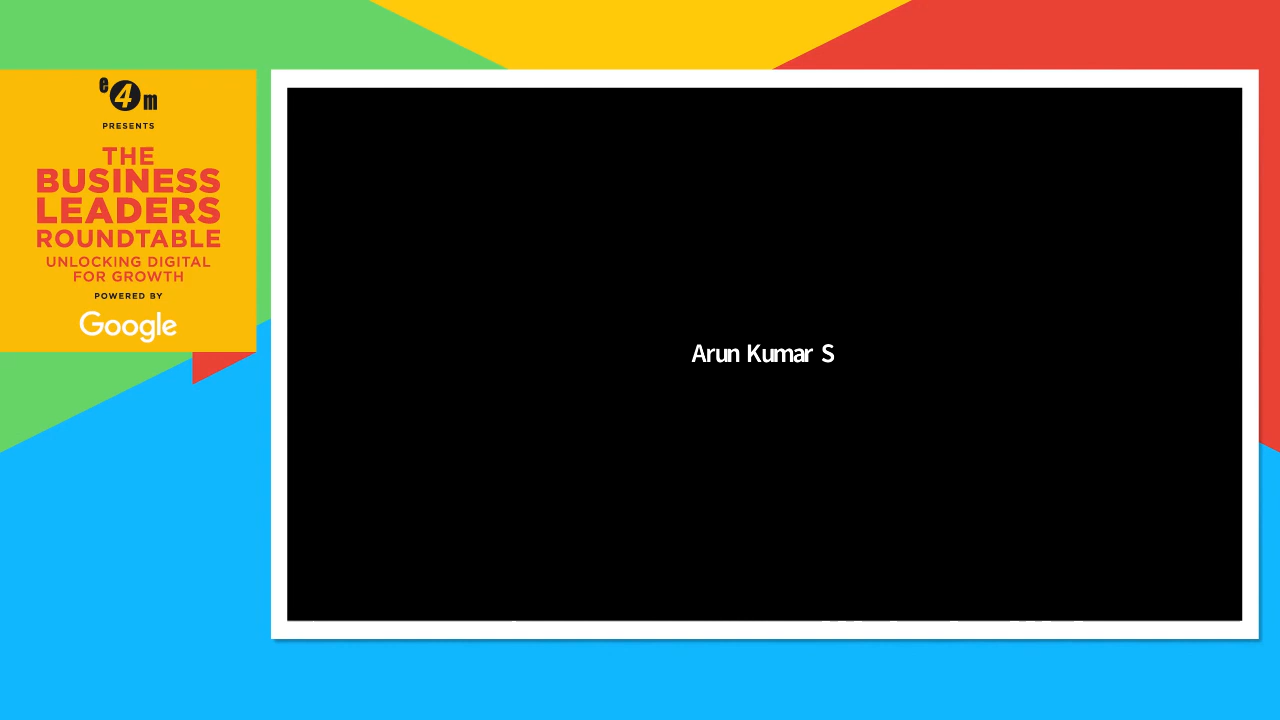 e4m
PRESENTS
THE
BUSINESS
LEADERS
ROUNDTABLE
UNLOCKING DIGITAL
FOR GROWTH
POWERED BY
Google
Arun Kumar S